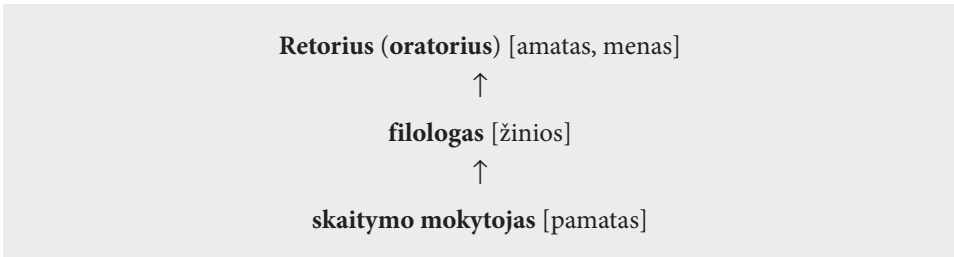 Retorius (oratorius) [amatas, menas]
↑
filologas [žinios]
↑
skaitymo mokytojas [pamatas]